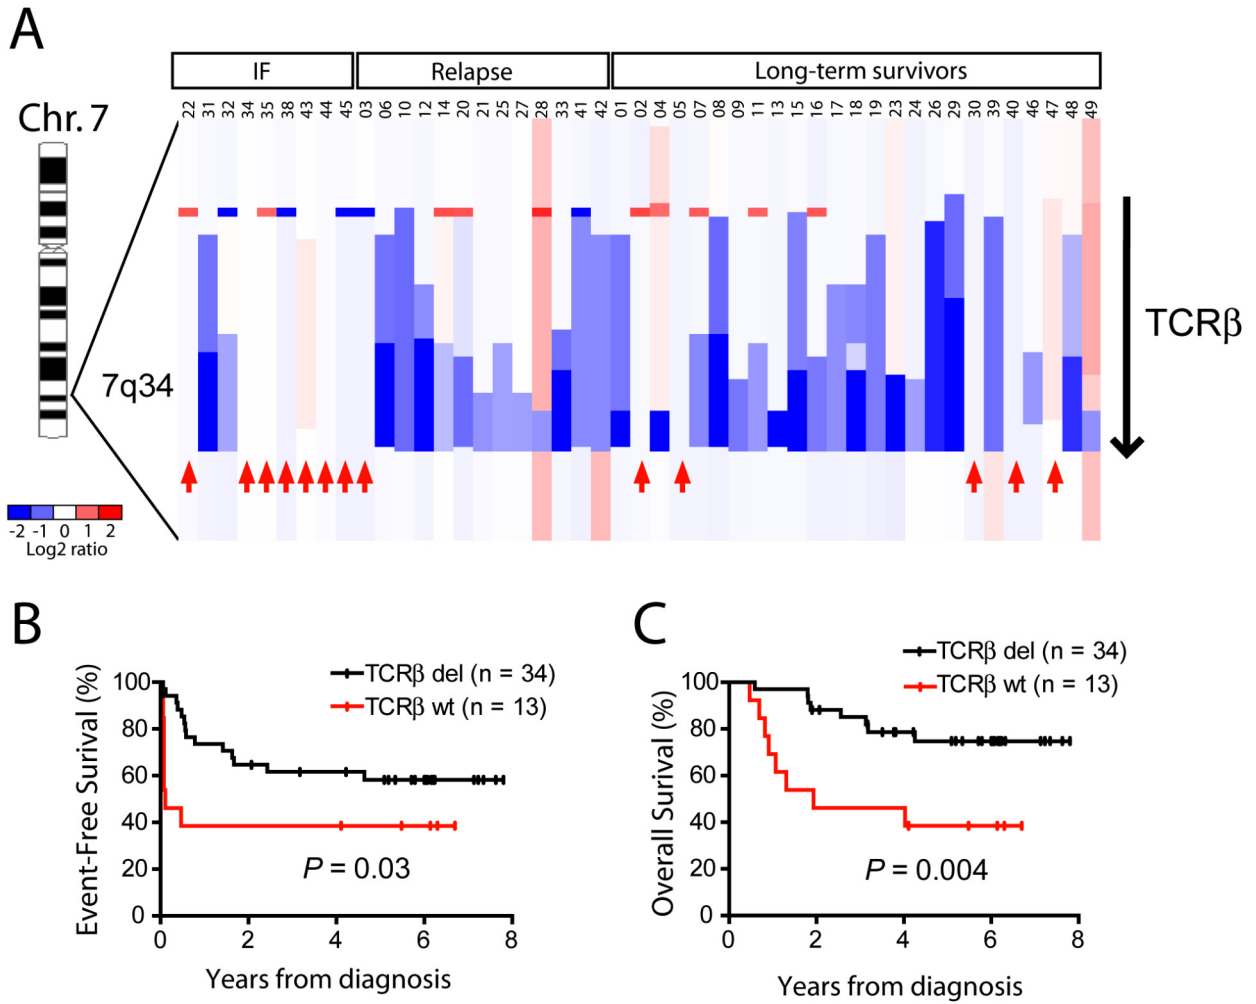 A
IF Relapse Long-term survivors
22 31 32 34 35 38 43 44 45 03 06 10 12 14 20 21 25 27 28 33 41 42 01 02 04 05 07 08 09 11 13 15 16 17 18 19 23 24 26 29 30 39 40 46 47 48 49
Chr. 7
TCRβ
7q34
-2 -1 0 1 2
Log2 ratio
B
TCRβ del (n = 34)
TCRβ wt (n = 13)
Event-Free Surival (%)
100
80
60
40
20
0
P = 0.03
0 2 4 6 8
Years from diagnosis
C
TCRβ del (n = 34)
TCRβ wt (n = 13)
Overall Surival (%)
100
80
60
40
20
0
P = 0.004
0 2 4 6 8
Years from diagnosis